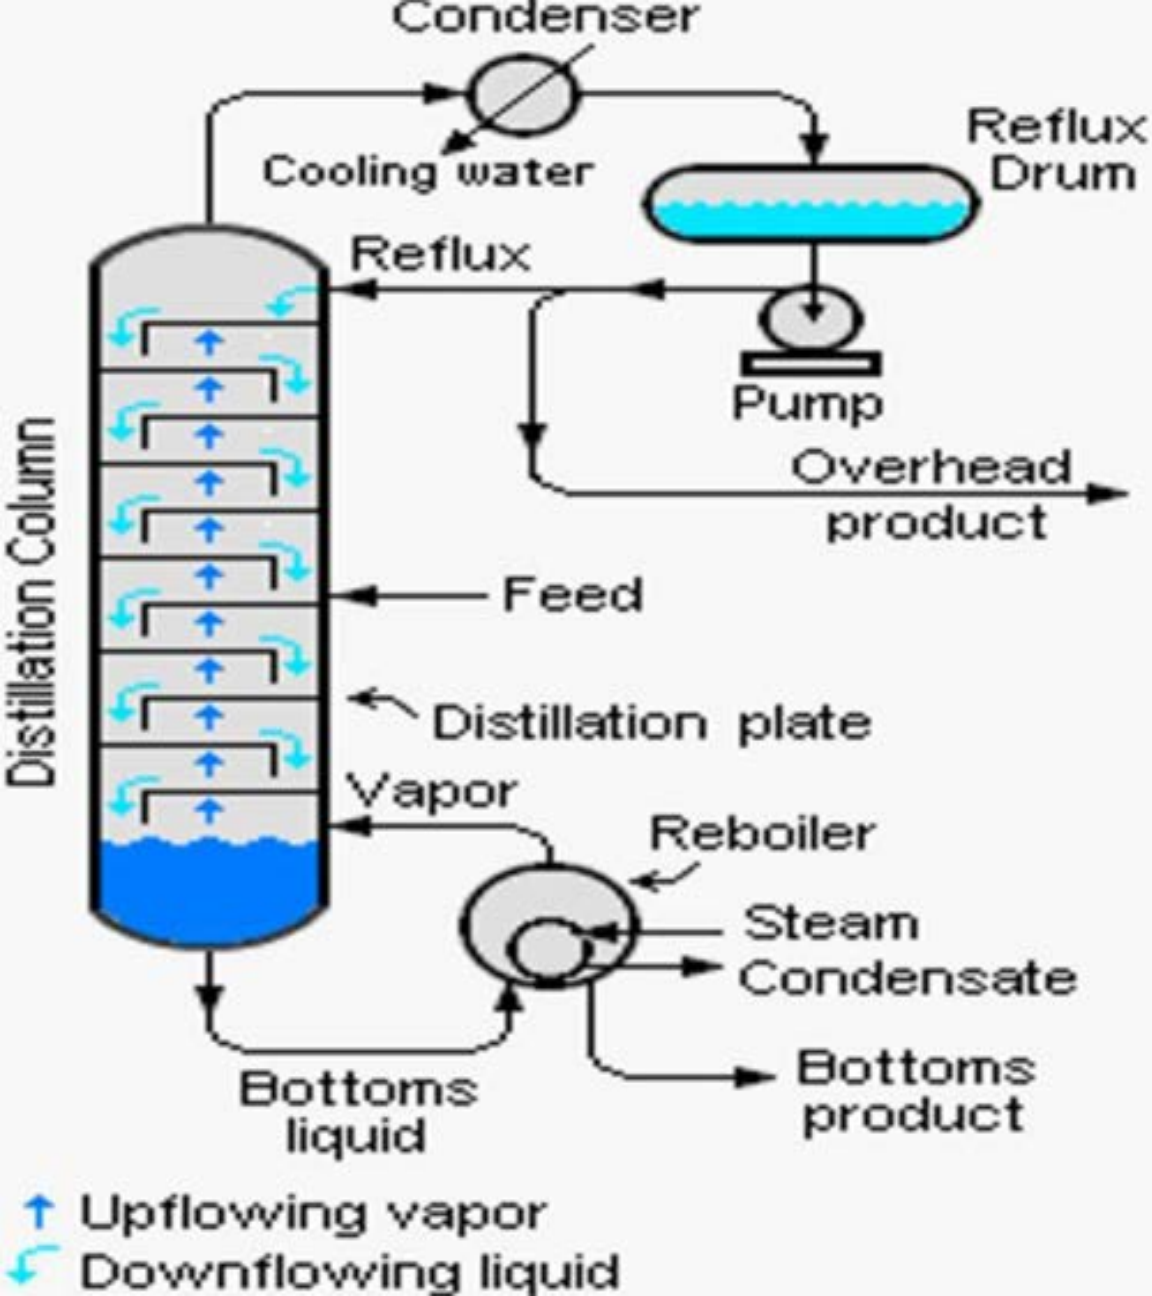 Condenser
Cooling water
Reflux
Drum
Reflux
Pump
Overhead
product
Distillation Column
Feed
Distillation plate
Vapor
Reboiler
Steam
Condensate
Bottoms
liquid
Bottoms
product
Upflowing vapor
Downflowing liquid